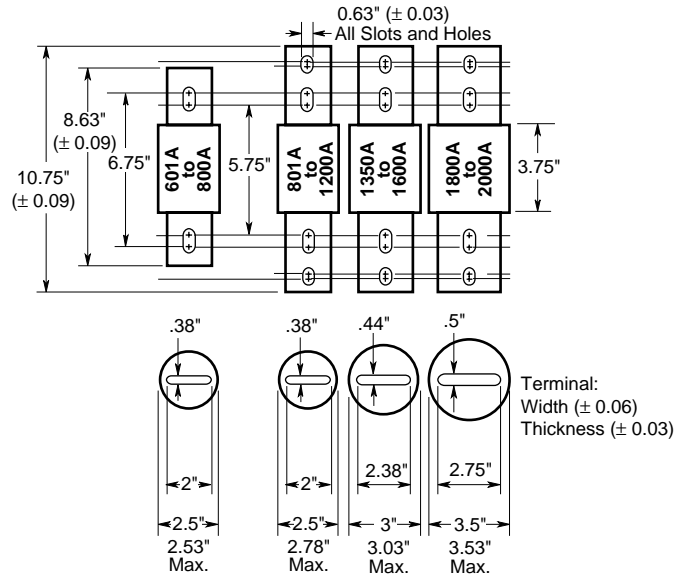 0.63" (± 0.03)
All Slots and Holes
8.63"
(± 0.09)
10.75"
(± 0.09)
6.75"
5.75"
3.75"
601A
to
800A
801A
to
1200A
1350A
to
1600A
1800A
to
2000A
.38"
.38"
.44"
.5"
Terminal:
Width (± 0.06)
Thickness (± 0.03)
2"
2"
2.38"
2.75"
2.5"
2.53"
Max.
2.5"
2.78"
Max.
3"
3.03"
Max.
3.5"
3.53"
Max.